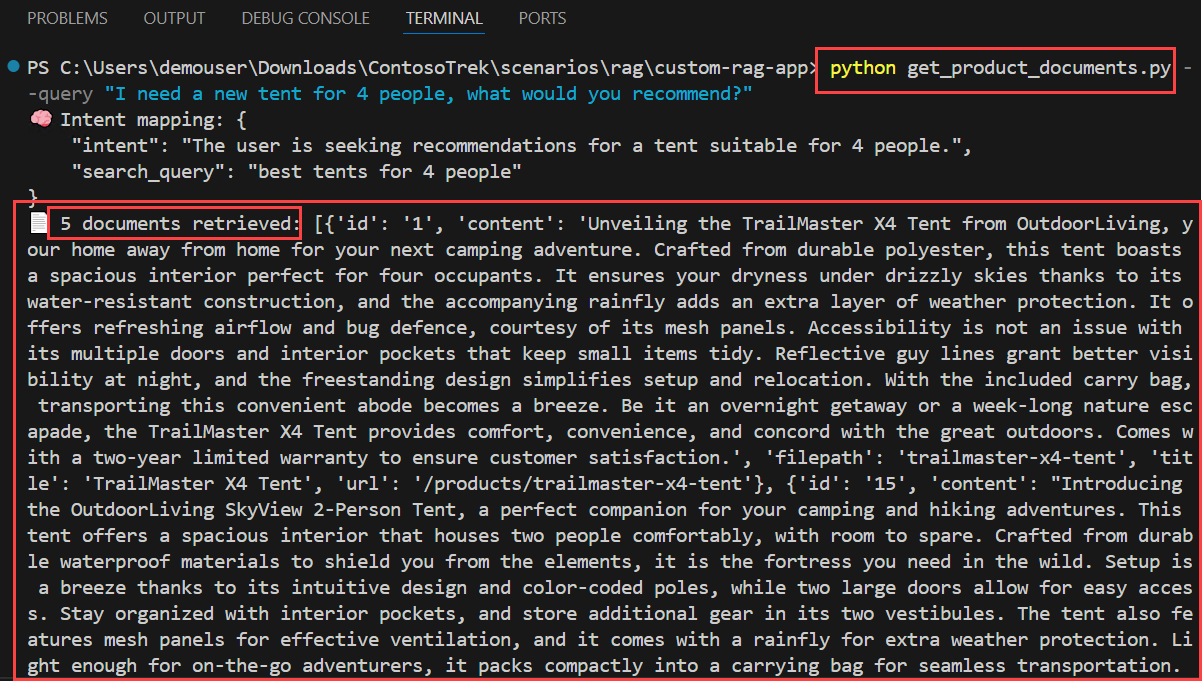 PROBLEMS OUTPUT DEBUG CONSOLE TERMINAL PORTS
PS C:\Users\demouser\Downloads\ContosoTrek\scenarios\rag\custom-rag-app> python get_product_documents.py -
-query "I need a new tent for 4 people, what would you recommend?"
🧠 Intent mapping: {
    "intent": "The user is seeking recommendations for a tent suitable for 4 people.",
    "search_query": "best tents for 4 people"
}
📄 5 documents retrieved: [{'id': '1', 'content': 'Unveiling the TrailMaster X4 Tent from OutdoorLiving, y
our home away from home for your next camping adventure. Crafted from durable polyester, this tent boasts
a spacious interior perfect for four occupants. It ensures your dryness under drizzly skies thanks to its
water-resistant construction, and the accompanying rainfly adds an extra layer of weather protection. It o
ffers refreshing airflow and bug defence, courtesy of its mesh panels. Accessibility is not an issue with
its multiple doors and interior pockets that keep small items tidy. Reflective guy lines grant better visi
bility at night, and the freestanding design simplifies setup and relocation. With the included carry bag,
 transporting this convenient abode becomes a breeze. Be it an overnight getaway or a week-long nature esc
apade, the TrailMaster X4 Tent provides comfort, convenience, and concord with the great outdoors. Comes w
ith a two-year limited warranty to ensure customer satisfaction.', 'filepath': 'trailmaster-x4-tent', 'tit
le': 'TrailMaster X4 Tent', 'url': '/products/trailmaster-x4-tent'}, {'id': '15', 'content': "Introducing
the OutdoorLiving SkyView 2-Person Tent, a perfect companion for your camping and hiking adventures. This
tent offers a spacious interior that houses two people comfortably, with room to spare. Crafted from durab
le waterproof materials to shield you from the elements, it is the fortress you need in the wild. Setup is
 a breeze thanks to its intuitive design and color-coded poles, while two large doors allow for easy acces
s. Stay organized with interior pockets, and store additional gear in its two vestibules. The tent also fe
atures mesh panels for effective ventilation, and it comes with a rainfly for extra weather protection. Li
ght enough for on-the-go adventurers, it packs compactly into a carrying bag for seamless transportation.